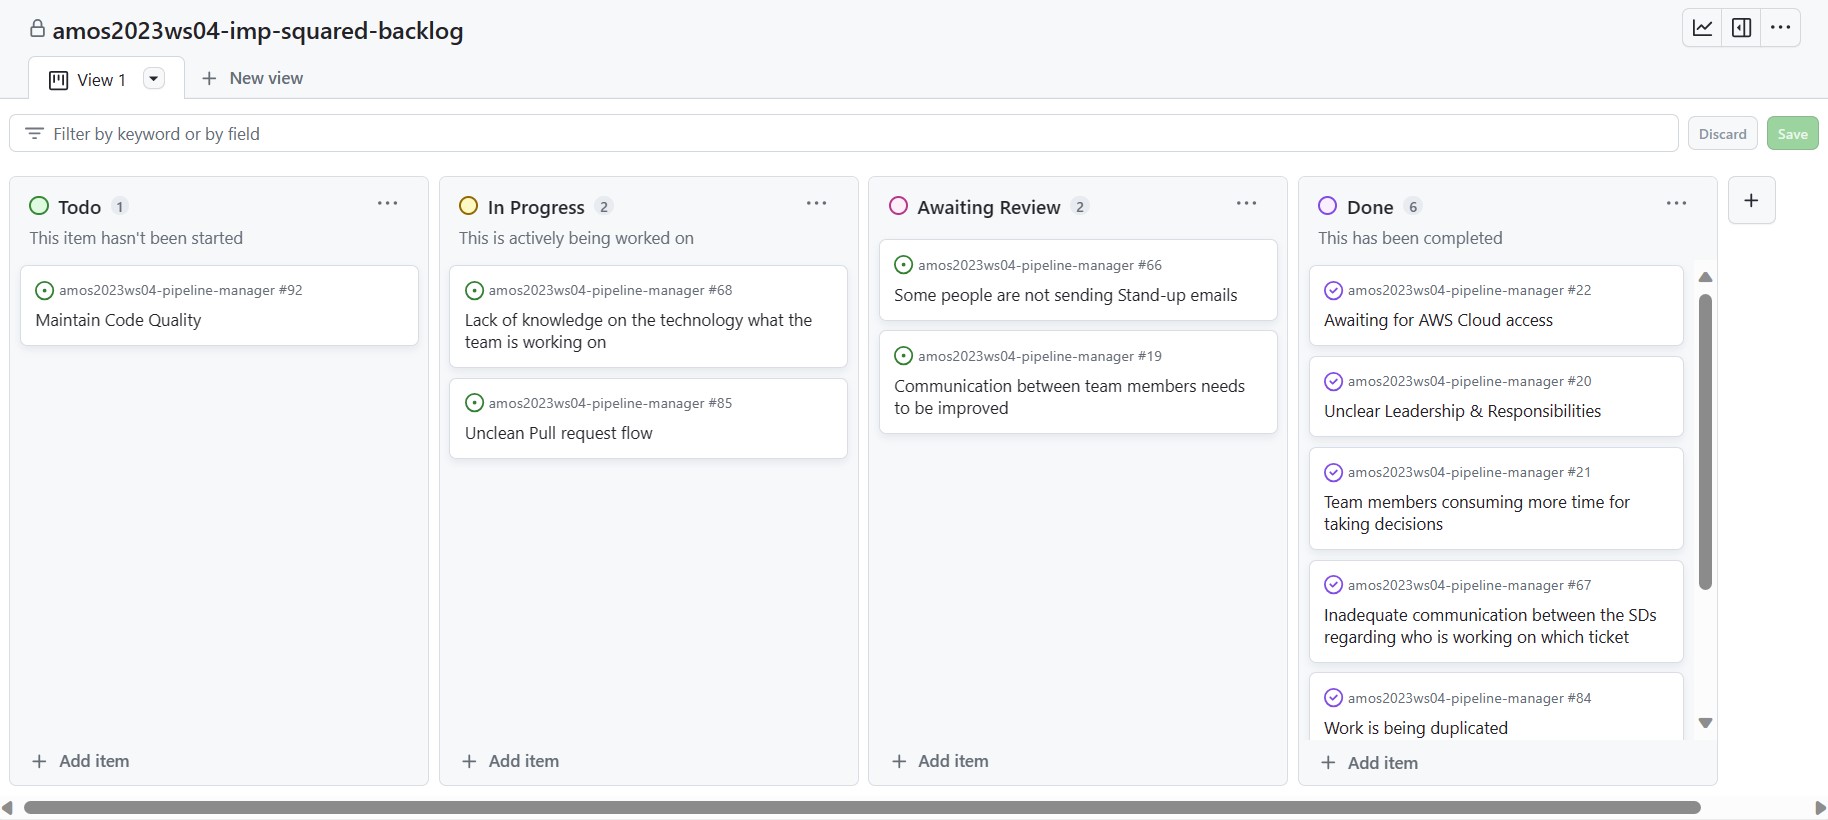 amos2023ws04-imp-squared-backlog
View 1
New view
Filter by keyword or by field
Discard
Save
Todo 1
This item hasn't been started
amos2023ws04-pipeline-manager #92
Maintain Code Quality
Add item
In Progress 2
This is actively being worked on
amos2023ws04-pipeline-manager #68
Lack of knowledge on the technology what the
team is working on
amos2023ws04-pipeline-manager #85
Unclean Pull request flow
Add item
Awaiting Review 2
amos2023ws04-pipeline-manager #66
Some people are not sending Stand-up emails
amos2023ws04-pipeline-manager #19
Communication between team members needs
to be improved
Add item
Done 6
This has been completed
amos2023ws04-pipeline-manager #22
Awaiting for AWS Cloud access
amos2023ws04-pipeline-manager #20
Unclear Leadership & Responsibilities
amos2023ws04-pipeline-manager #21
Team members consuming more time for
taking decisions
amos2023ws04-pipeline-manager #67
Inadequate communication between the SDs
regarding who is working on which ticket
amos2023ws04-pipeline-manager #84
Work is being duplicated
Add item